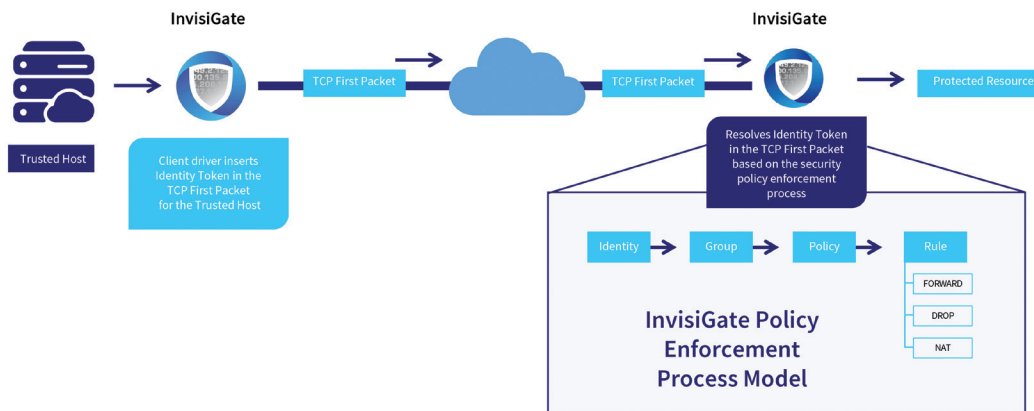 InvisiGate
InvisiGate
TCP First Packet
TCP First Packet
Protected Resource
Trusted Host
Client driver inserts
Identity Token in the
TCP First Packet
for the Trusted Host
Resolves Identity Token
in the TCP First Packet
based on the security
policy enforcement
process
Identity
Group
Policy
Rule
FORWARD
DROP
NAT
InvisiGate Policy
Enforcement
Process Model